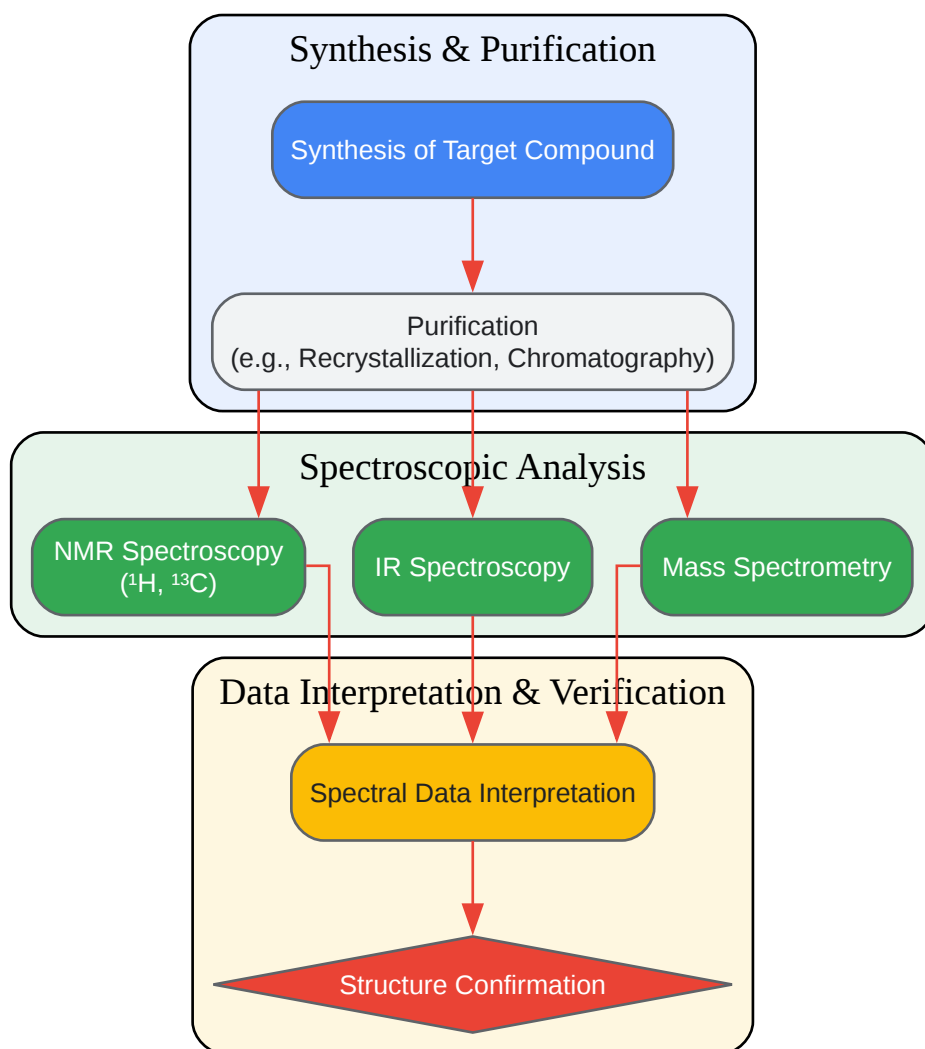 Synthesis & Purification
Synthesis of Target Compound
Purification
(e.g., Recrystallization, Chromatography)
Spectroscopic Analysis
NMR Spectroscopy
(¹H, ¹³C)
IR Spectroscopy
Mass Spectrometry
Data Interpretation & Verification
Spectral Data Interpretation
Structure Confirmation